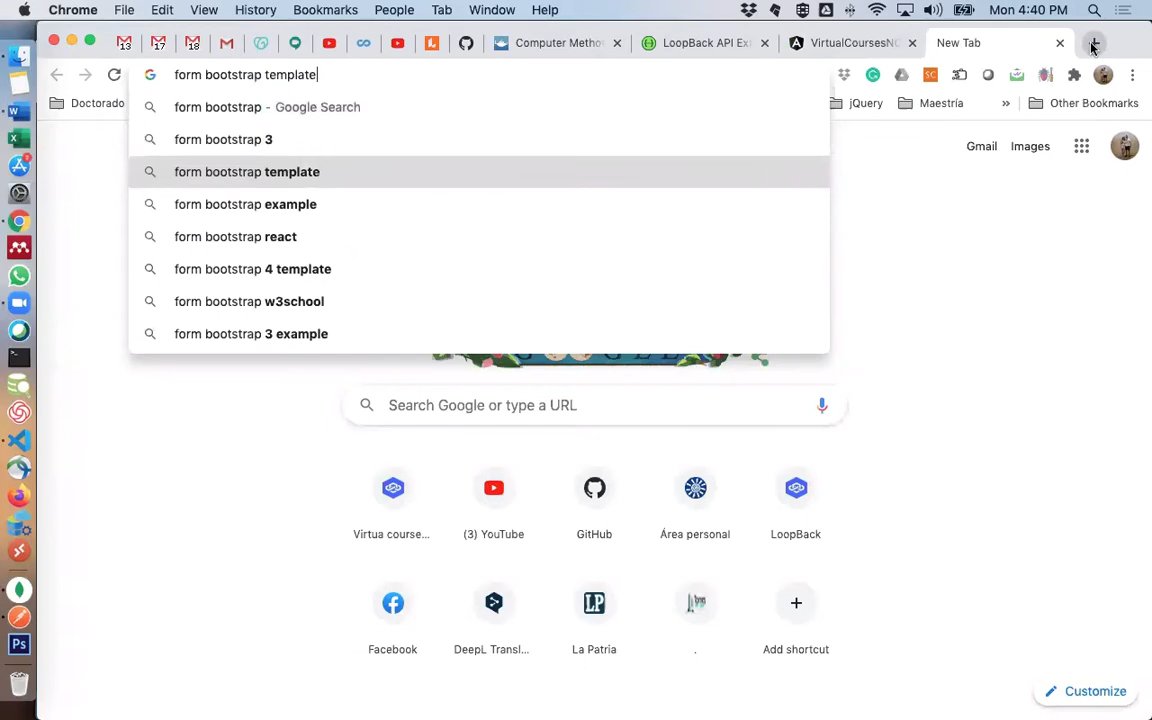 Chrome File Edit View History Bookmarks People Tab Window Help Mon 4:40 PM
13 17 18 Computer Metho LoopBack API Ex VirtualCoursesN New Tab
form bootstrap template
Doctorado jQuery Maestría » Other Bookmarks
form bootstrap - Google Search
form bootstrap 3
form bootstrap template
form bootstrap example
form bootstrap react
form bootstrap 4 template
form bootstrap w3school
form bootstrap 3 example
Gmail Images
Search Google or type a URL
Virtua course... (3) YouTube GitHub Área personal LoopBack
Facebook DeepL Transl... La Patria . Add shortcut
Customize